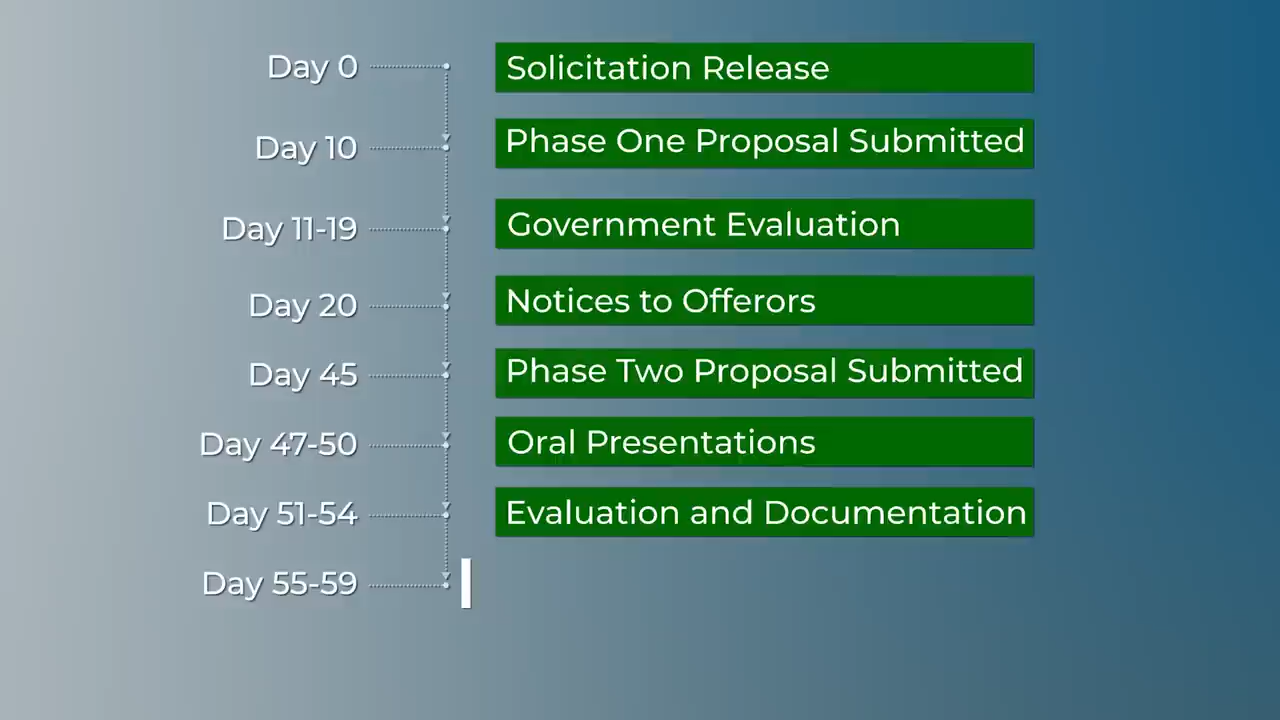 Day 0 Solicitation Release
Day 10 Phase One Proposal Submitted
Day 11-19 Government Evaluation
Day 20 Notices to Offerors
Day 45 Phase Two Proposal Submitted
Day 47-50 Oral Presentations
Day 51-54 Evaluation and Documentation
Day 55-59